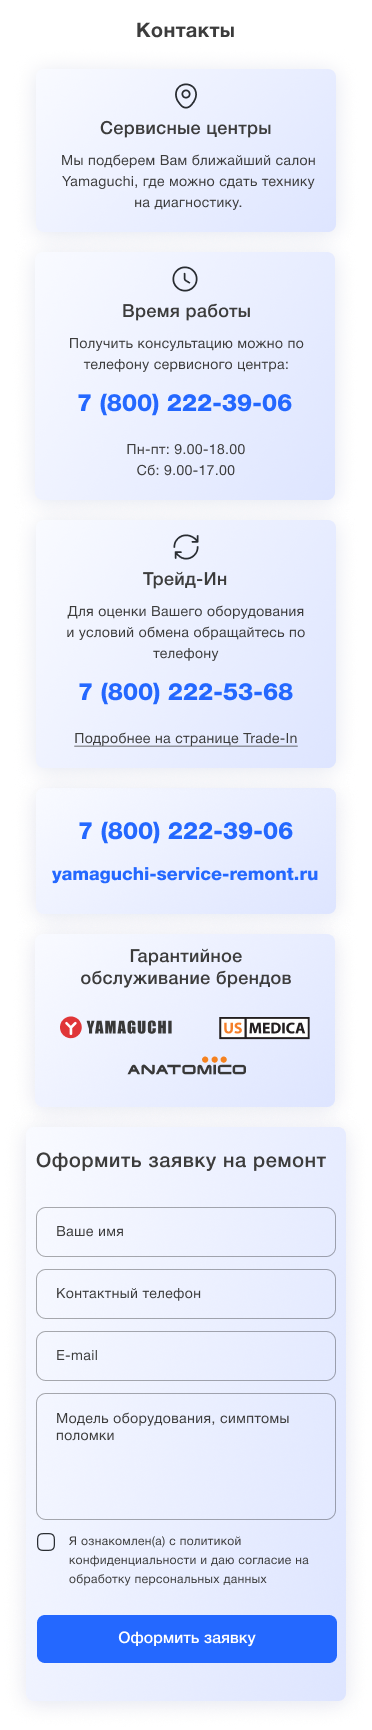 Контакты
Сервисные центры
Мы подберем Вам ближайший салон
Yamaguchi, где можно сдать технику
на диагностику.
Время работы
Получить консультацию можно по
телефону сервисного центра:
7 (800) 222-39-06
Пн-пт: 9.00-18.00
Сб: 9.00-17.00
Трейд-Ин
Для оценки Вашего оборудования
и условий обмена обращайтесь по
телефону
7 (800) 222-53-68
Подробнее на странице Trade-In
7 (800) 222-39-06
yamaguchi-service-remont.ru
Гарантийное
обслуживание брендов
YAMAGUCHI
US MEDICA
ANATOMICO
Оформить заявку на ремонт
Ваше имя
Контактный телефон
E-mail
Модель оборудования, симптомы
поломки
Я ознакомлен(а) с политикой
конфиденциальности и даю согласие на
обработку персональных данных
Оформить заявку